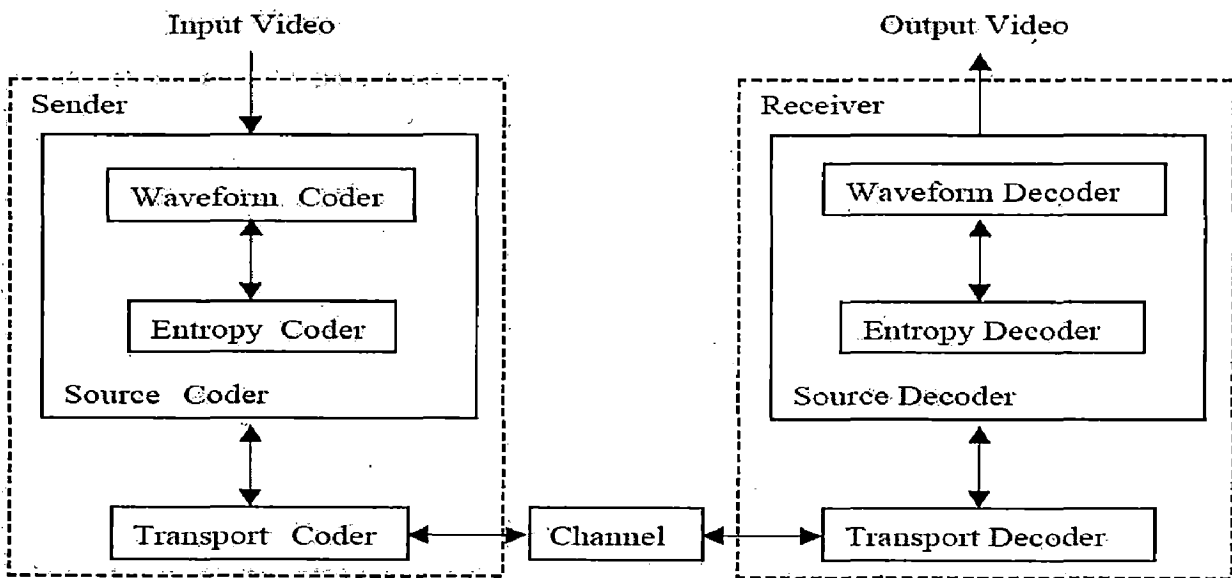 Input Video
Sender
Waveform Coder
Entropy Coder
Source Coder
Transport Coder
Channel
Output Video
Receiver
Waveform Decoder
Entropy Decoder
Source Decoder
Transport Decoder